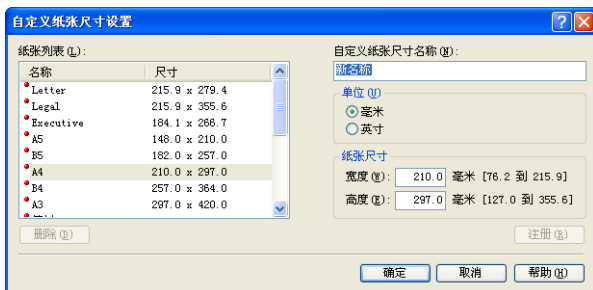 自定义纸张尺寸设置
纸张列表(L):
名称 尺寸
Letter 215.9 x 279.4
Legal 215.9 x 355.6
Executive 184.1 x 266.7
A5 148.0 x 210.0
B5 182.0 x 257.0
A4 210.0 x 297.0
B4 257.0 x 364.0
A3 297.0 x 420.0
删除(D)
自定义纸张尺寸名称(N):
新名称
单位(U)
毫米
英寸
纸张尺寸
宽度(W): 210.0 毫米 [76.2 到 215.9]
高度(E): 297.0 毫米 [127.0 到 355.6]
注册(R)
确定 取消 帮助(H)